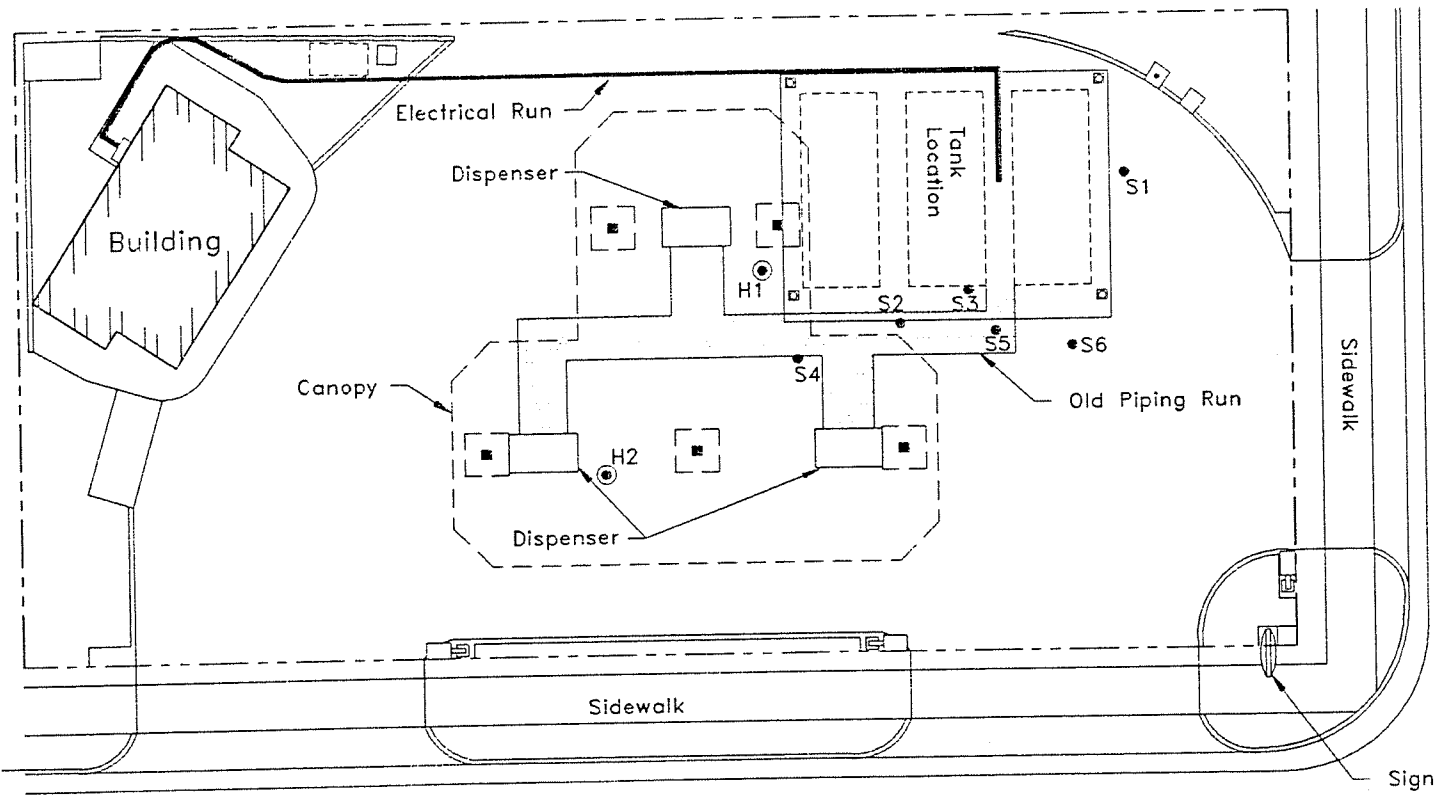 Electrical Run
Tank
Location
Dispenser
S1
Building
H1
S2
S3
S5
S6
S4
Canopy
Old Piping Run
Sidewalk
H2
Dispenser
Sidewalk
Sign